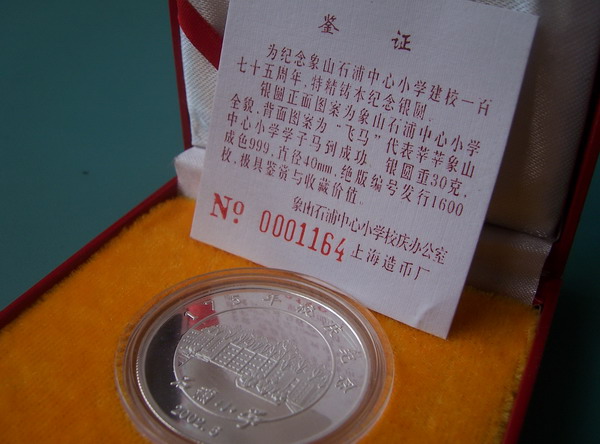 鉴 证
为纪念象山石浦中心小学建校一百
七十五周年,特精铸本纪念银圆.
银圆正面图案为象山石浦中心小学
全貌,背面图案为"飞马"代表莘莘象山
中心小学学子马到成功. 银圆重30克,
成色999,直径40mm,绝版编号发行1600
枚,极具鉴赏与收藏价值.
象山石浦中心小学校庆办公室
No 0001164 上海造币厂
2002.5